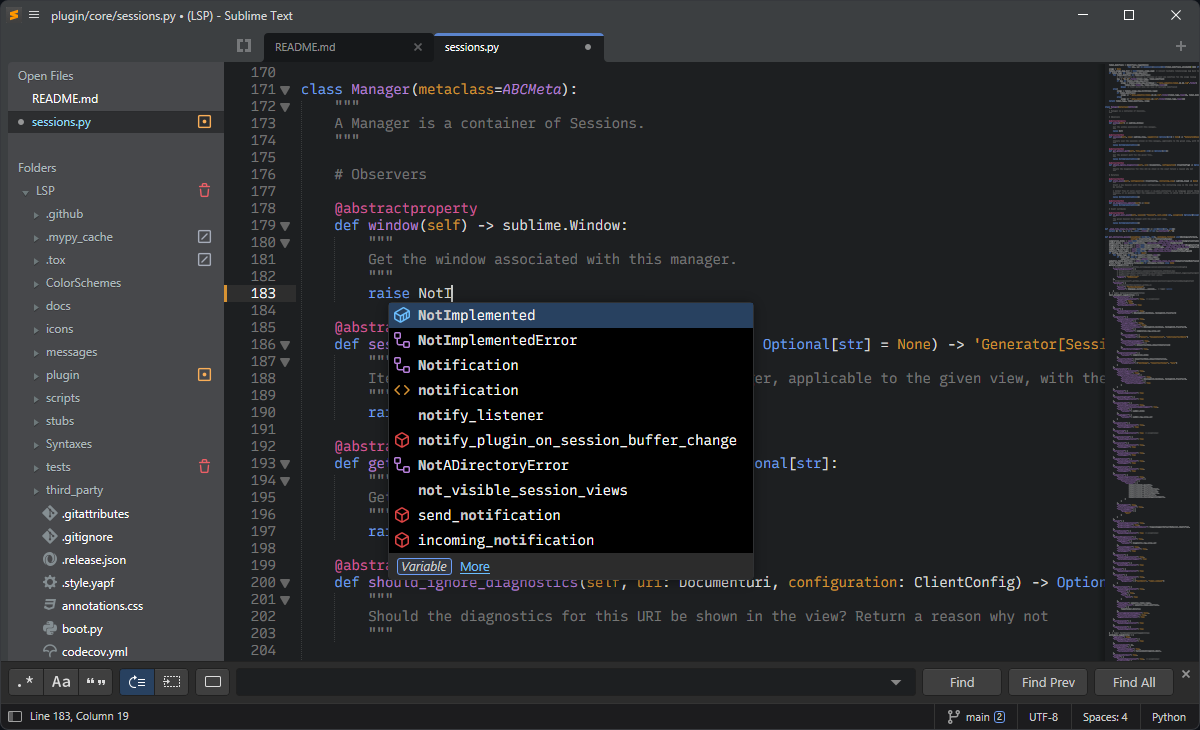 plugin/core/sessions.py • (LSP) - Sublime Text
README.md
sessions.py
Open Files
README.md
sessions.py
Folders
LSP
.github
.mypy_cache
.tox
ColorSchemes
docs
icons
messages
plugin
scripts
stubs
Syntaxes
tests
third_party
.gitattributes
.gitignore
.release.json
.style.yapf
annotations.css
boot.py
codecov.yml
170
171 class Manager(metaclass=ABCMeta):
172 """
173 A Manager is a container of Sessions.
174 """
175
176 # Observers
177
178 @abstractproperty
179 def window(self) -> sublime.Window:
180 """
181 Get the window associated with this manager.
182 """
183 raise NotI
184
NotImplemented
185 @abstra
NotImplementedError
186 def ses Optional[str] = None) -> 'Generator[Sessi
187 """
Notification
188 Ite er, applicable to the given view, with the
notification
189 """
190 rai
notify_listener
191
192 @abstra
notify_plugin_on_session_buffer_change
193 def ge onal[str]:
NotADirectoryError
194 """
195 Get
not_visible_session_views
196 """
197 rai
send_notification
198
incoming_notification
199 @abstra
Variable More
200 def should_ignore_diagnostics(self, uri: DocumentUri, configuration: ClientConfig) -> Option
201 """
202 Should the diagnostics for this URI be shown in the view? Return a reason why not
203 """
204
.* Aa “” Find Find Prev Find All
Line 183, Column 19 main 2 UTF-8 Spaces: 4 Python